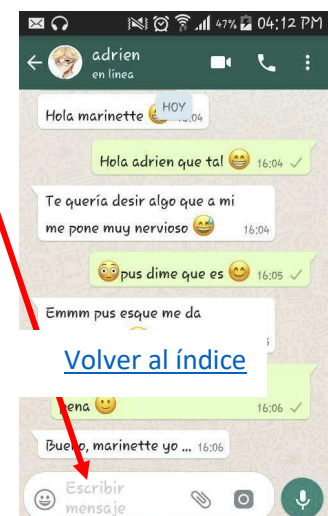 47% 04:12 PM
adrien
en línea
HOY
Hola marinette 😅 :04
Hola adrien que tal 😁 16:04
Te quería desir algo que a mi
me pone muy nervioso 😅 16:04
😳pus dime que es 😊 16:05
Emmm pus esque me da
Volver al índice
pena 🙂 16:06
Bueno, marinette yo ... 16:06
Escribir
mensaje